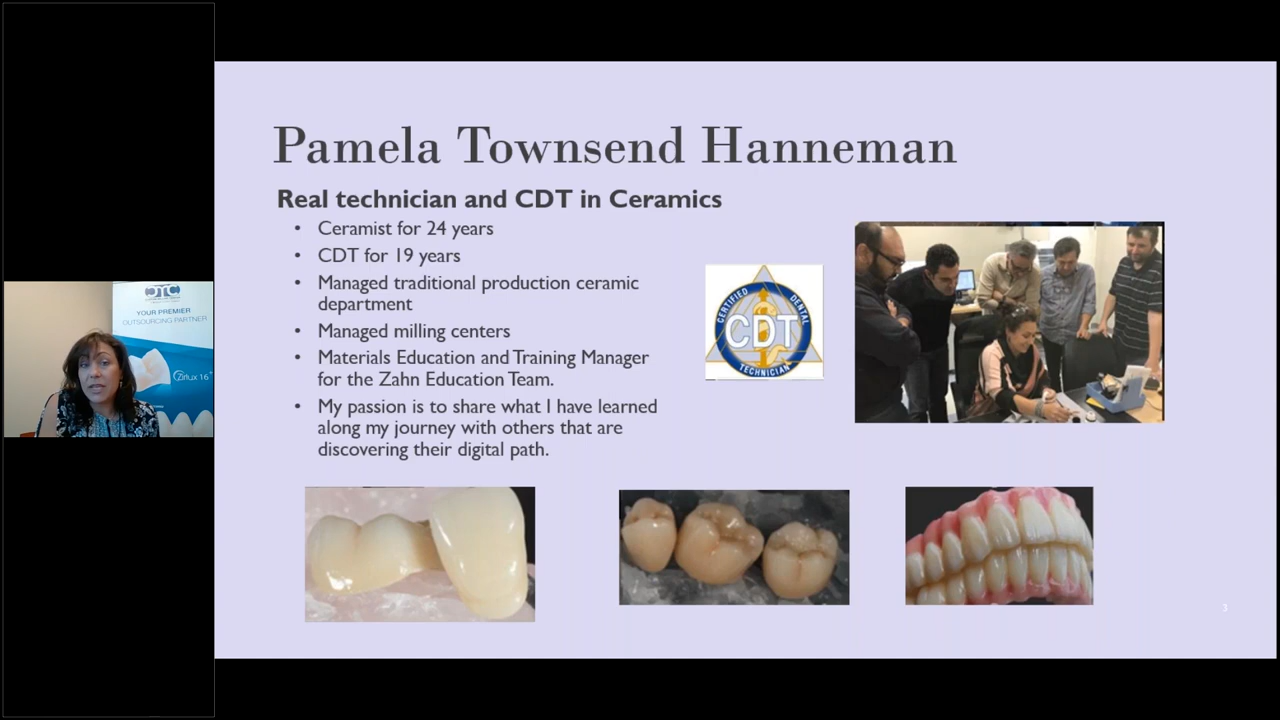 Pamela Townsend Hanneman
Real technician and CDT in Ceramics
• Ceramist for 24 years
• CDT for 19 years
• Managed traditional production ceramic
department
• Managed milling centers
• Materials Education and Training Manager
for the Zahn Education Team.
• My passion is to share what I have learned
along my journey with others that are
discovering their digital path.
CERTIFIED DENTAL
CDT
TECHNICIAN
YOUR PREMIER
OUTSOURCING PARTNER
Zirlux 16
3